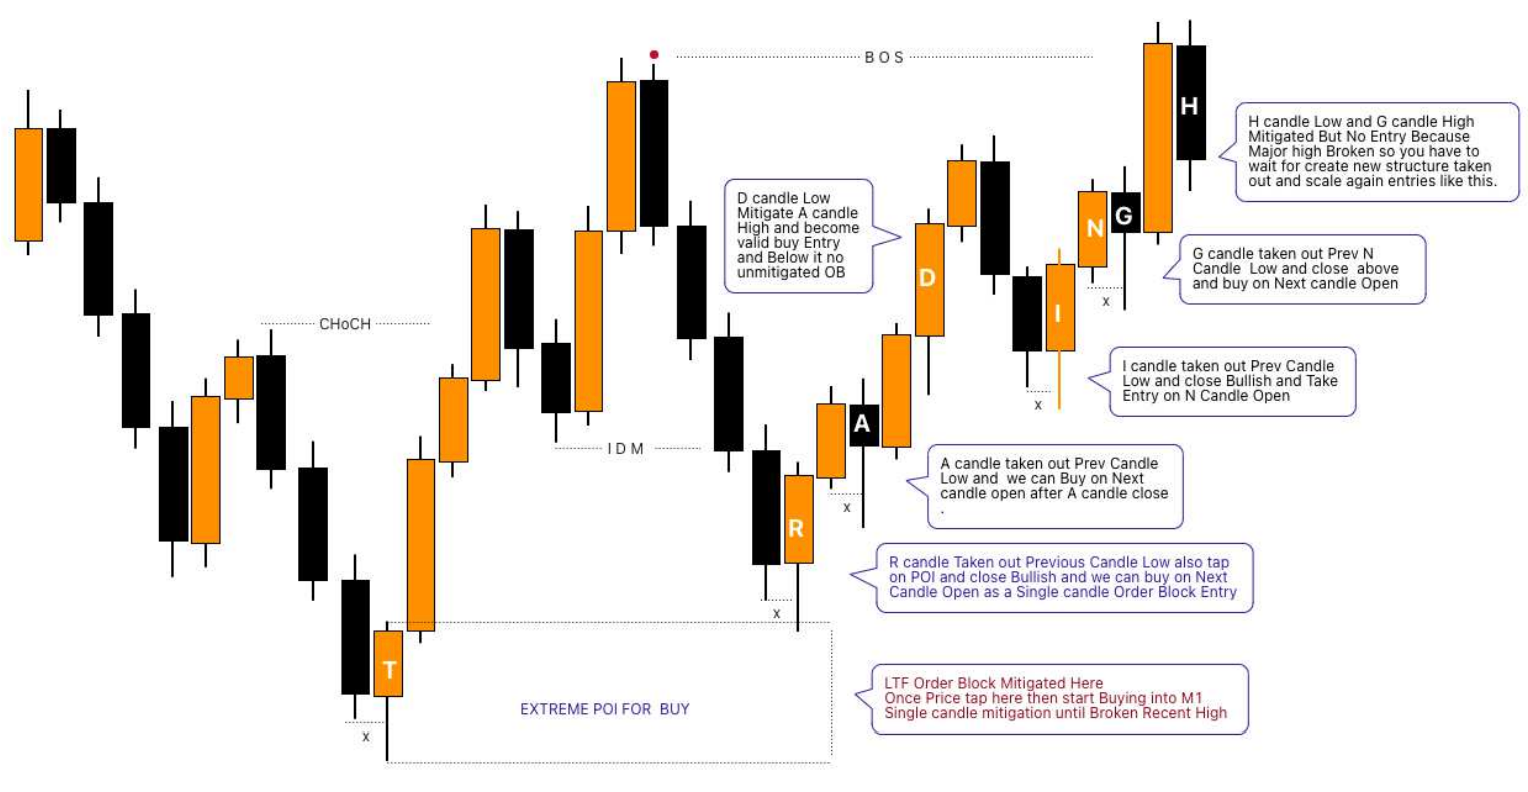 BOS
H
H candle Low and G candle High
Mitigated But No Entry Because
Major high Broken so you have to
wait for create new structure taken
out and scale again entries like this.
D candle Low
Mitigate A candle
High and become
valid buy Entry
and Below it no
unmitigated OB
D
N
G
G candle taken out Prev N
Candle Low and close above
and buy on Next candle Open
x
I
CHoCH
I candle taken out Prev Candle
Low and close Bullish and Take
Entry on N Candle Open
x
A
IDM
A candle taken out Prev Candle
Low and we can Buy on Next
candle open after A candle close
.
x
R
R candle Taken out Previous Candle Low also tap
on POI and close Bullish and we can buy on Next
Candle Open as a Single candle Order Block Entry
x
T
LTF Order Block Mitigated Here
Once Price tap here then start Buying into M1
Single candle mitigation until Broken Recent High
EXTREME POI FOR BUY
x